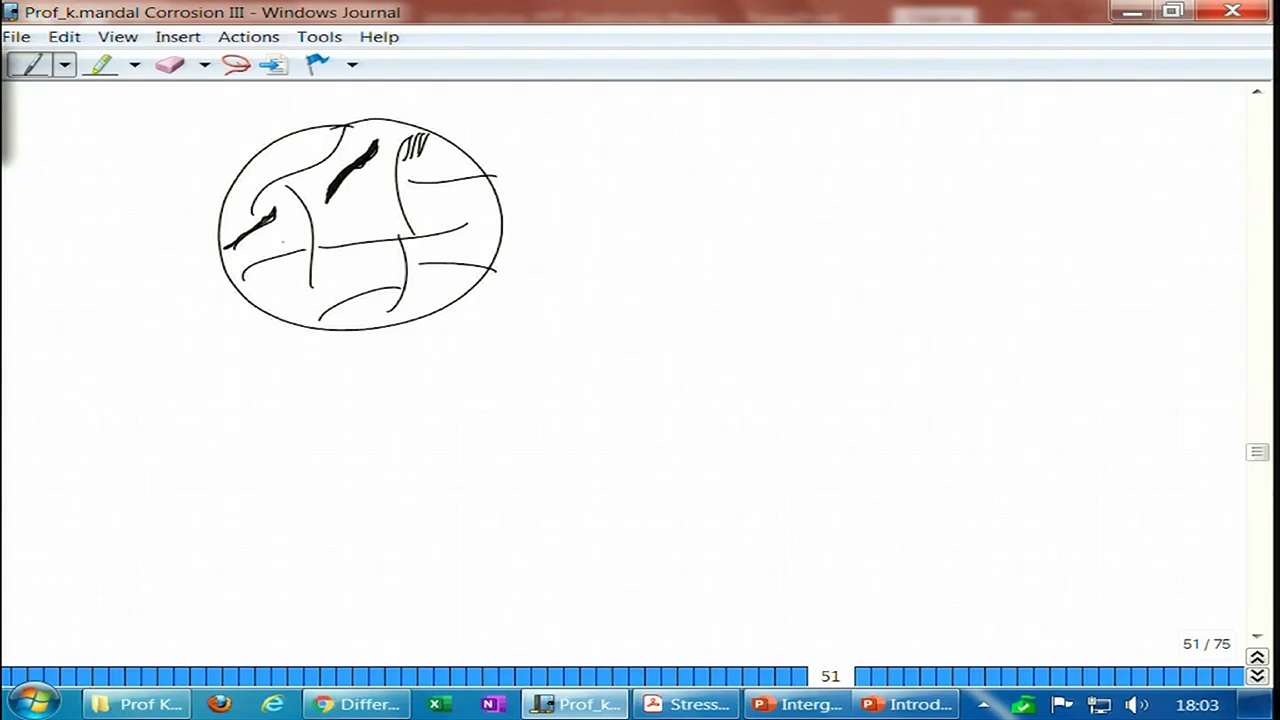 Prof_k.mandal Corrosion III - Windows Journal
File Edit View Insert Actions Tools Help
51 / 75
51
Prof K... Differ... Prof_k... Stress... Interg... Introd... 18:03